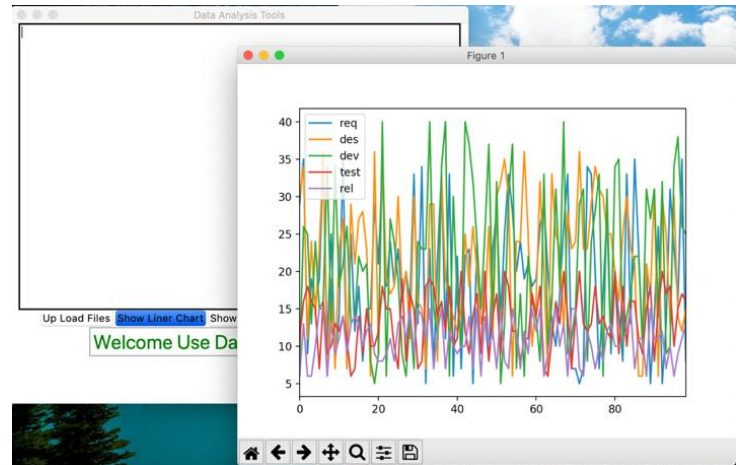 Data Analysis Tools
Figure 1
40
35
30
25
20
15
10
5
0
20
40
60
80
req
des
dev
test
rel
Up Load Files Show Liner Chart Show
Welcome Use Da